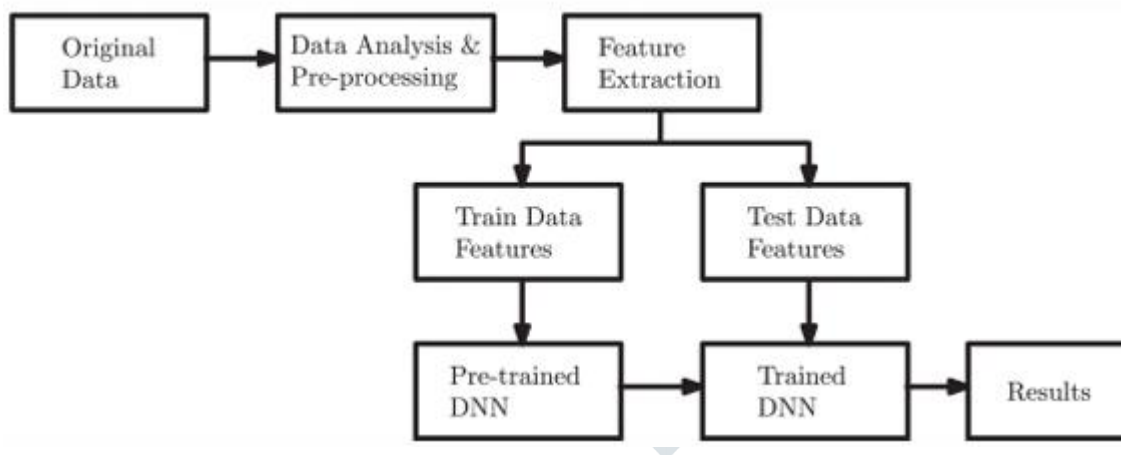 Original
Data
Data Analysis &
Pre-processing
Feature
Extraction
Train Data
Features
Test Data
Features
Pre-trained
DNN
Trained
DNN
Results